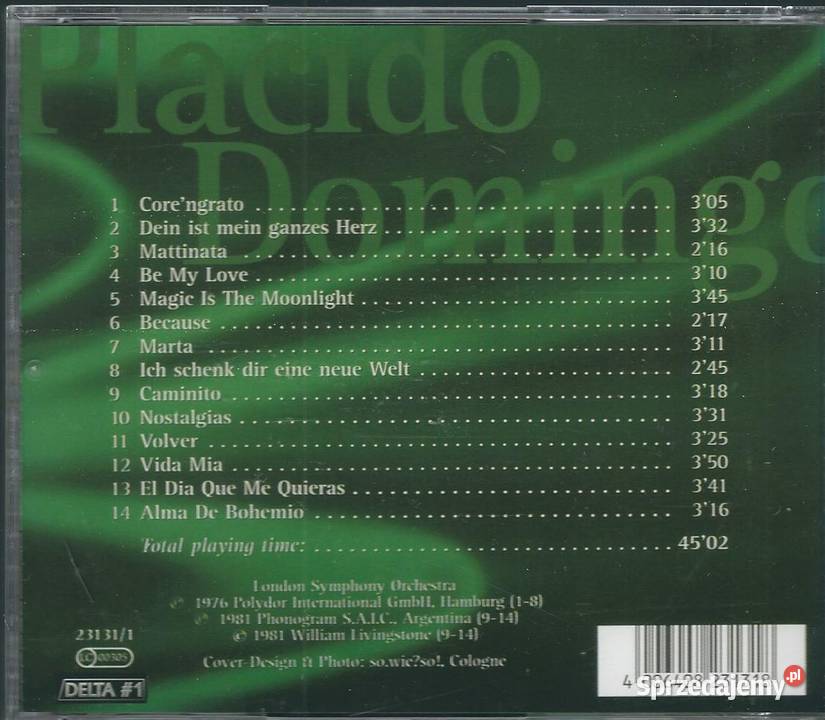 Placido
Domingo
1 Core'ngrato 3'05
2 Dein ist mein ganzes Herz 3'32
3 Mattinata 2'16
4 Be My Love 3'10
5 Magic Is The Moonlight 3'45
6 Because 2'17
7 Marta 3'11
8 Ich schenk dir eine neue Welt 2'45
9 Caminito 3'18
10 Nostalgias 3'31
11 Volver 3'25
12 Vida Mia 3'50
13 El Dia Que Me Quieras 3'41
14 Alma De Bohemio 3'16
Total playing time: 45'02
London Symphony Orchestra
℗ 1976 Polydor International GmbH, Hamburg (1-8)
℗ 1981 Phonogram S.A.I.C., Argentina (9-14)
© 1981 William Livingstone (9-14)
Cover-Design & Photo: so.wie?so!, Cologne
23131/1
LC 00305
DELTA #1
Sprzedajemy.pl